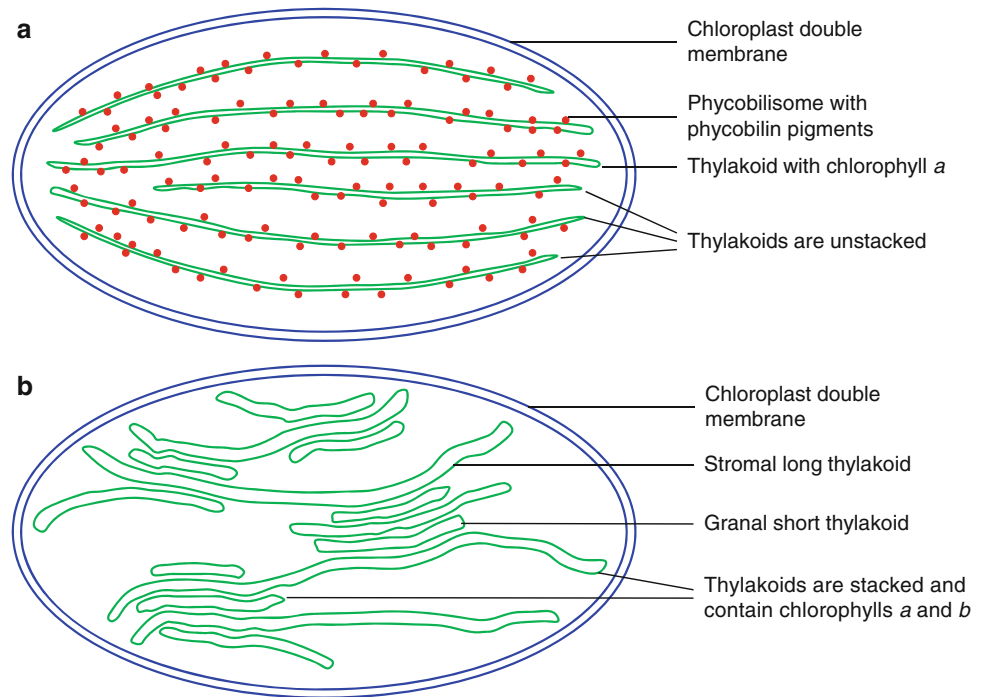 a
Chloroplast double
membrane
Phycobilisome with
phycobilin pigments
Thylakoid with chlorophyll a
Thylakoids are unstacked
b
Chloroplast double
membrane
Stromal long thylakoid
Granal short thylakoid
Thylakoids are stacked and
contain chlorophylls a and b